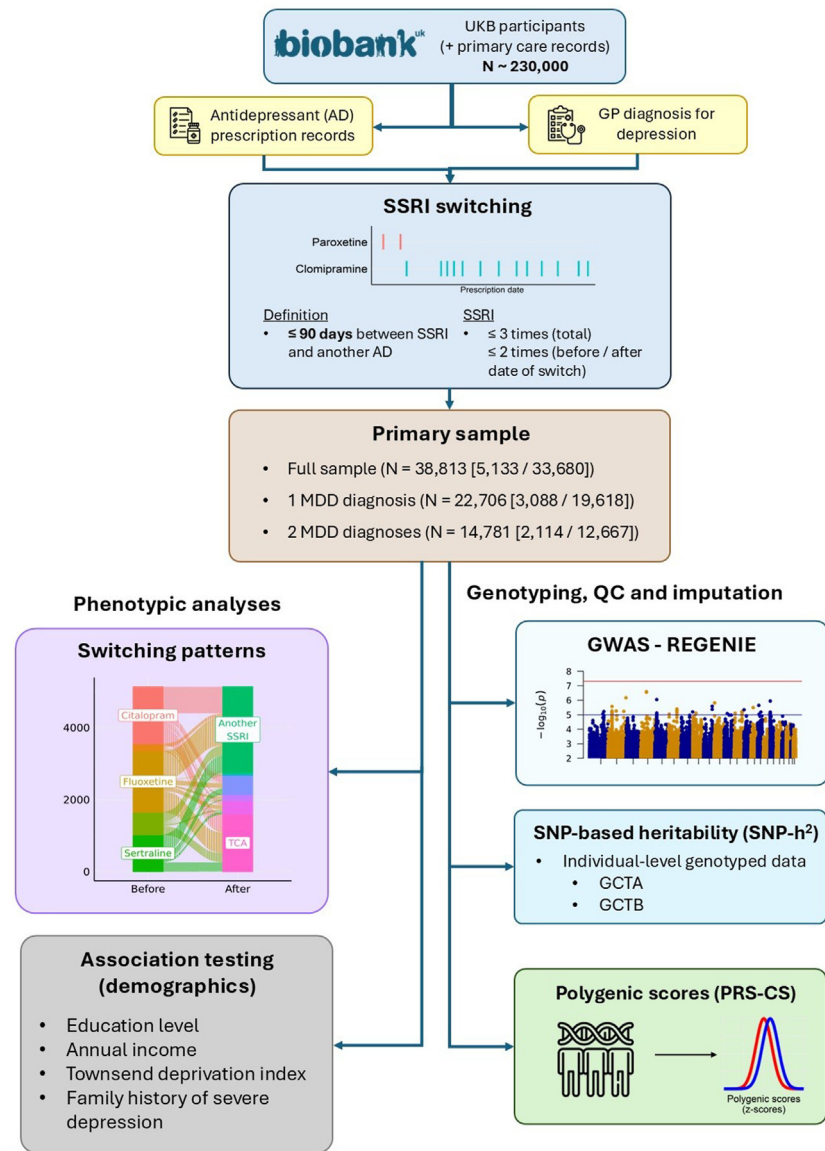 biobank uk
UKB participants
(+ primary care records)
N ~ 230,000
Antidepressant (AD)
prescription records
GP diagnosis for
depression
SSRI switching
Paroxetine
Clomipramine
Prescription date
Definition
• ≤ 90 days between SSRI
and another AD
SSRI
• ≤ 3 times (total)
≤ 2 times (before / after
date of switch)
Primary sample
• Full sample (N = 38,813 [5,133 / 33,680])
• 1 MDD diagnosis (N = 22,706 [3,088 / 19,618])
• 2 MDD diagnoses (N = 14,781 [2,114 / 12,667])
Phenotypic analyses
Switching patterns
4000
2000
0
Citalopram
Fluoxetine
Sertraline
Another
SSRI
TCA
Before
After
Association testing
(demographics)
• Education level
• Annual income
• Townsend deprivation index
• Family history of severe
depression
Genotyping, QC and imputation
GWAS - REGENIE
− log10(p)
8
7
6
5
4
3
2
SNP-based heritability (SNP-h²)
• Individual-level genotyped data
• GCTA
• GCTB
Polygenic scores (PRS-CS)
Polygenic scores
(z-scores)